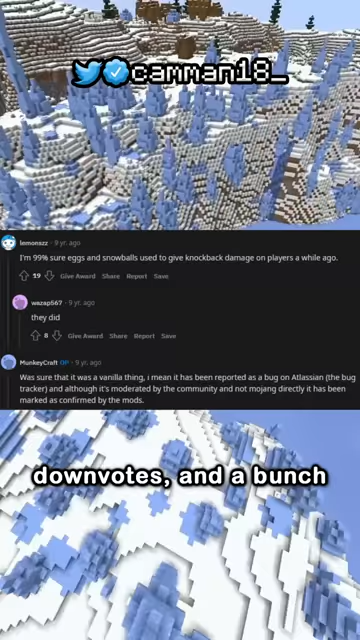 camman18_
lemonszz · 9 yr. ago
I'm 99% sure eggs and snowballs used to give knockback damage on players a while ago.
19 Give Award Share Report Save
wazap567 · 9 yr. ago
they did
8 Give Award Share Report Save
MunkeyCraft OP · 9 yr. ago
Was sure that it was a vanilla thing, i mean it has been reported as a bug on Atlassian (the bug
tracker) and although it's moderated by the community and not mojang directly it has been
marked as confirmed by the mods.
downvotes, and a bunch